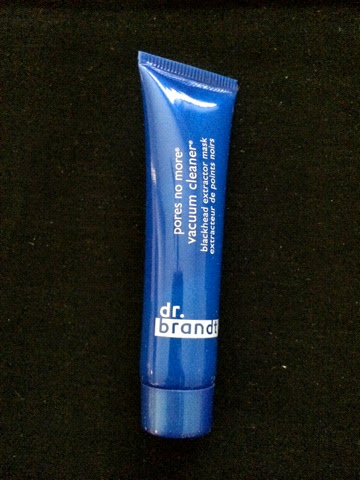 pores no more®
vacuum cleaner®
blackhead extractor mask
extracteur de points noirs
dr.
brandt